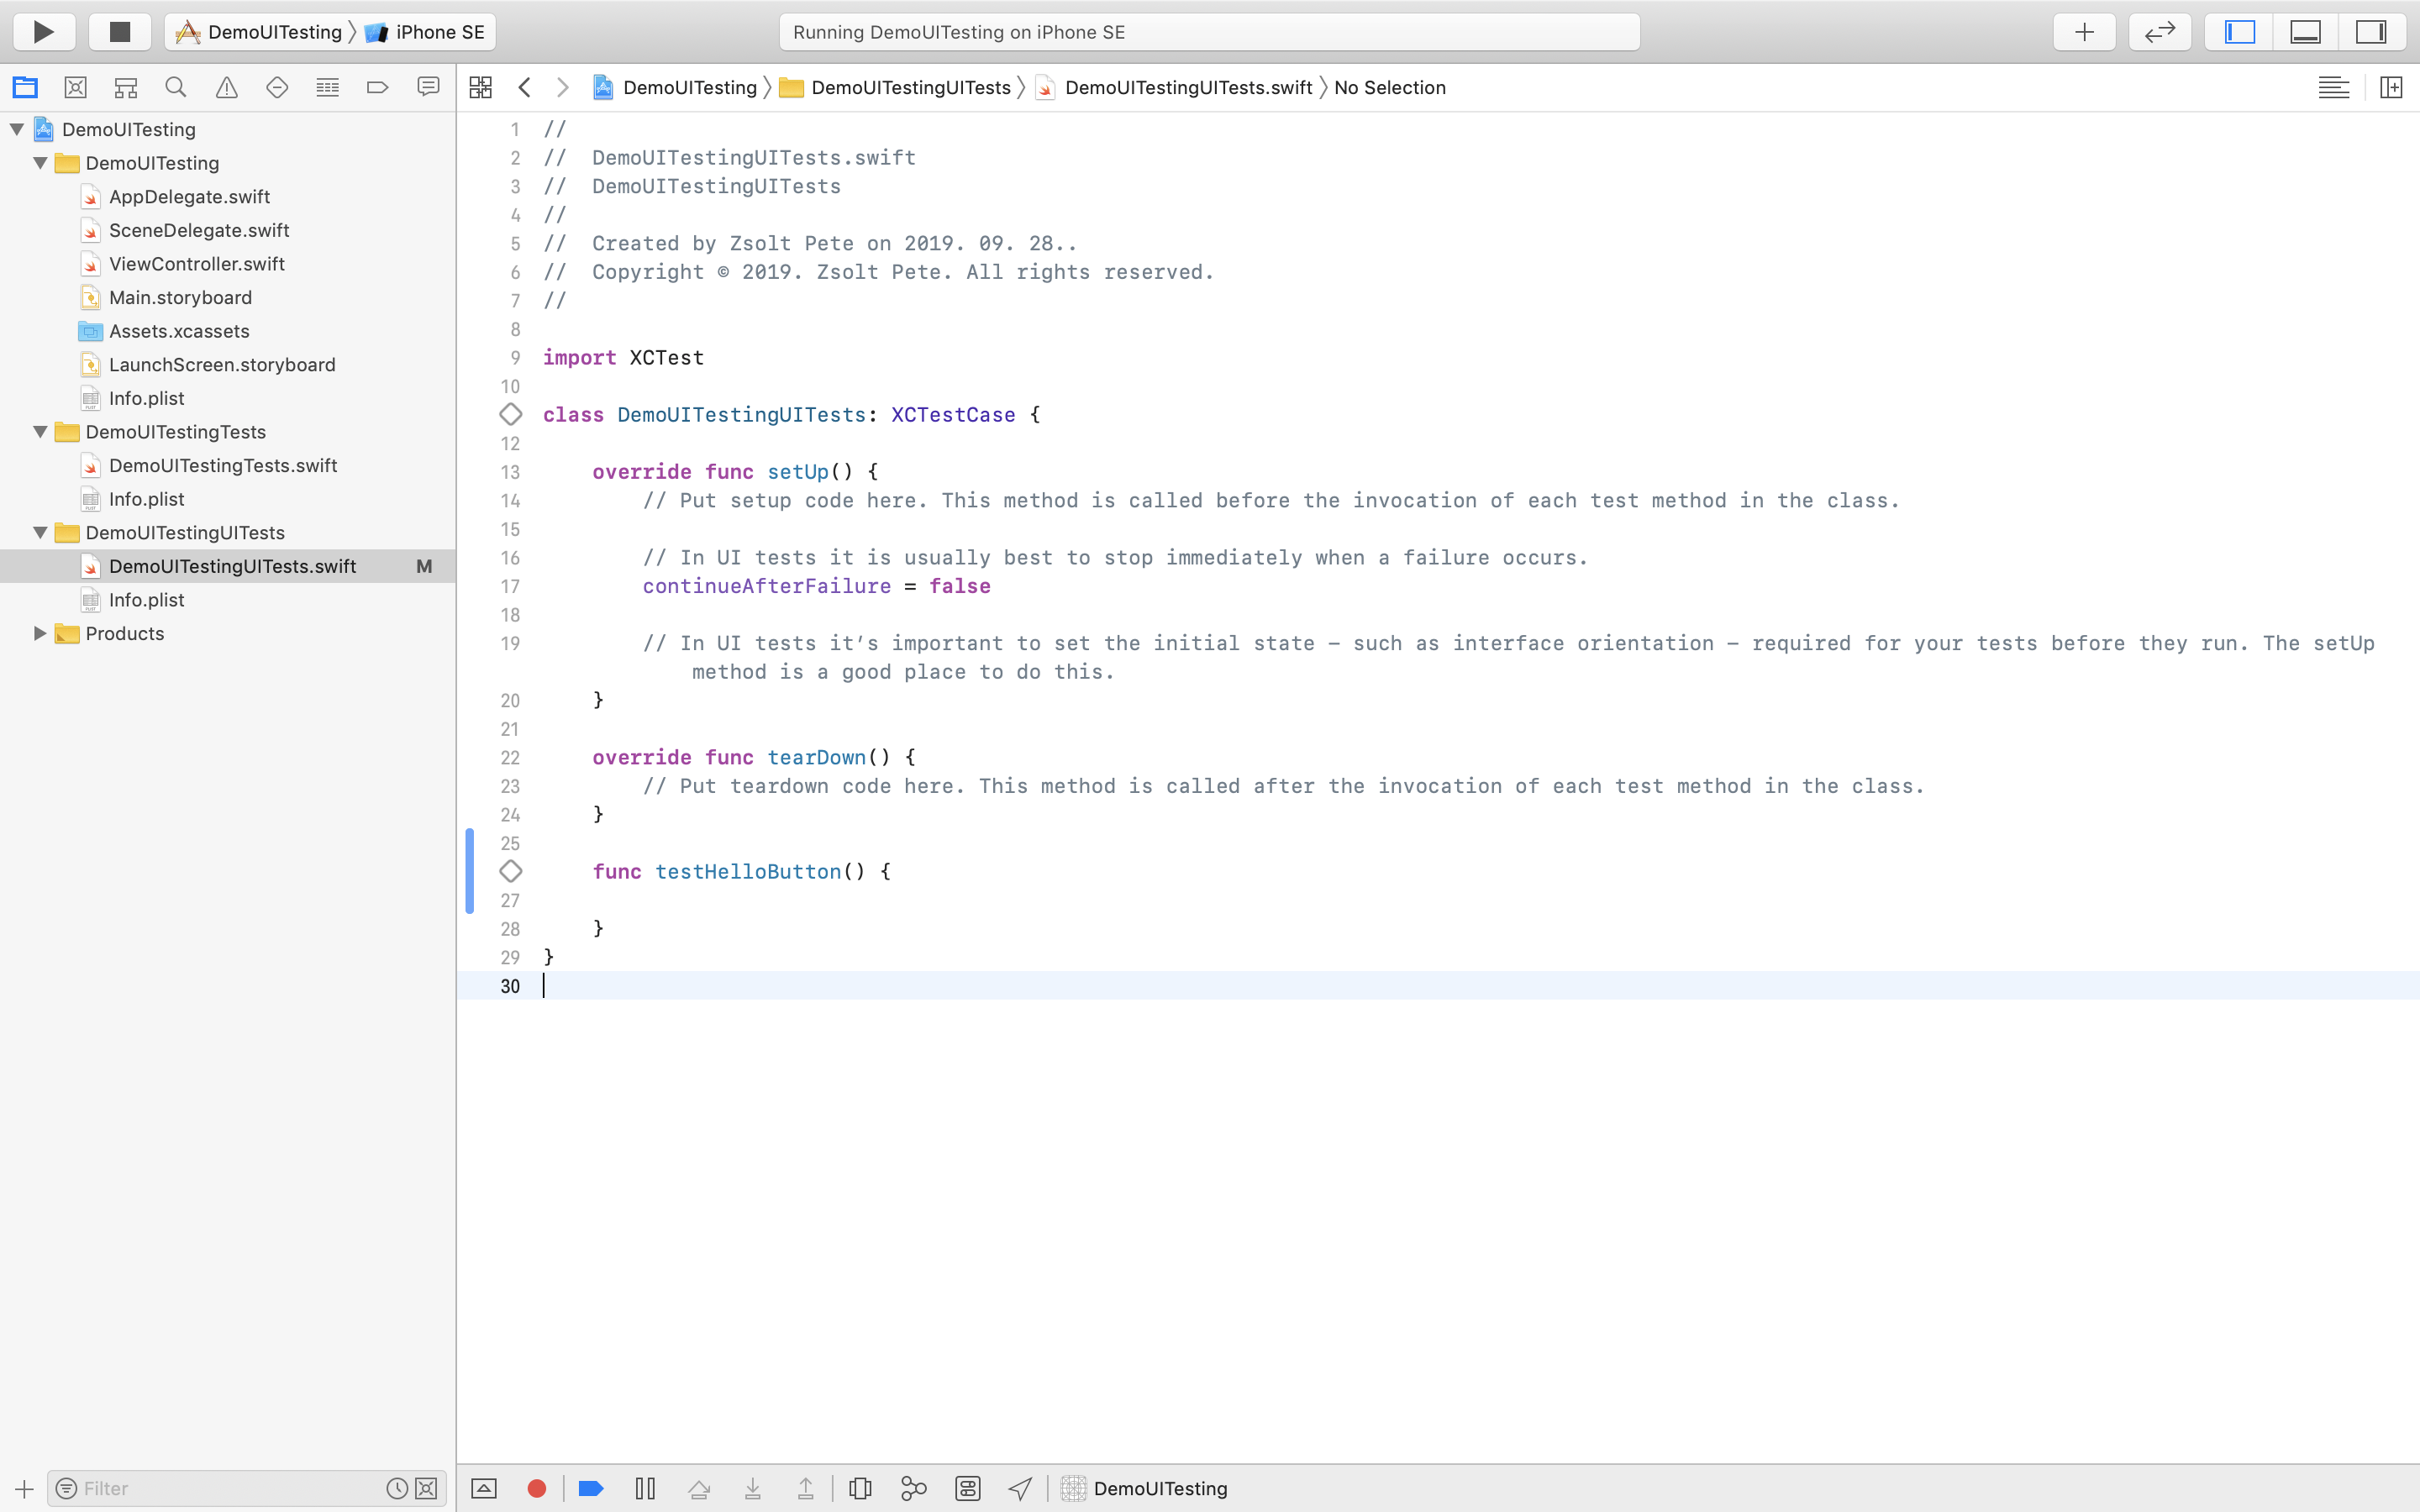 DemoUITesting iPhone SE
Running DemoUITesting on iPhone SE
DemoUITesting DemoUITestingUITests DemoUITestingUITests.swift No Selection
DemoUITesting
DemoUITesting
AppDelegate.swift
SceneDelegate.swift
ViewController.swift
Main.storyboard
Assets.xcassets
LaunchScreen.storyboard
Info.plist
DemoUITestingTests
DemoUITestingTests.swift
Info.plist
DemoUITestingUITests
DemoUITestingUITests.swift M
Info.plist
Products
1 //
2 //  DemoUITestingUITests.swift
3 //  DemoUITestingUITests
4 //
5 //  Created by Zsolt Pete on 2019. 09. 28..
6 //  Copyright © 2019. Zsolt Pete. All rights reserved.
7 //
8
9 import XCTest
10
class DemoUITestingUITests: XCTestCase {
12
13     override func setUp() {
14         // Put setup code here. This method is called before the invocation of each test method in the class.
15
16         // In UI tests it is usually best to stop immediately when a failure occurs.
17         continueAfterFailure = false
18
19         // In UI tests it’s important to set the initial state – such as interface orientation – required for your tests before they run. The setUp
method is a good place to do this.
20     }
21
22     override func tearDown() {
23         // Put teardown code here. This method is called after the invocation of each test method in the class.
24     }
25
func testHelloButton() {
27
28     }
29 }
30
Filter
DemoUITesting